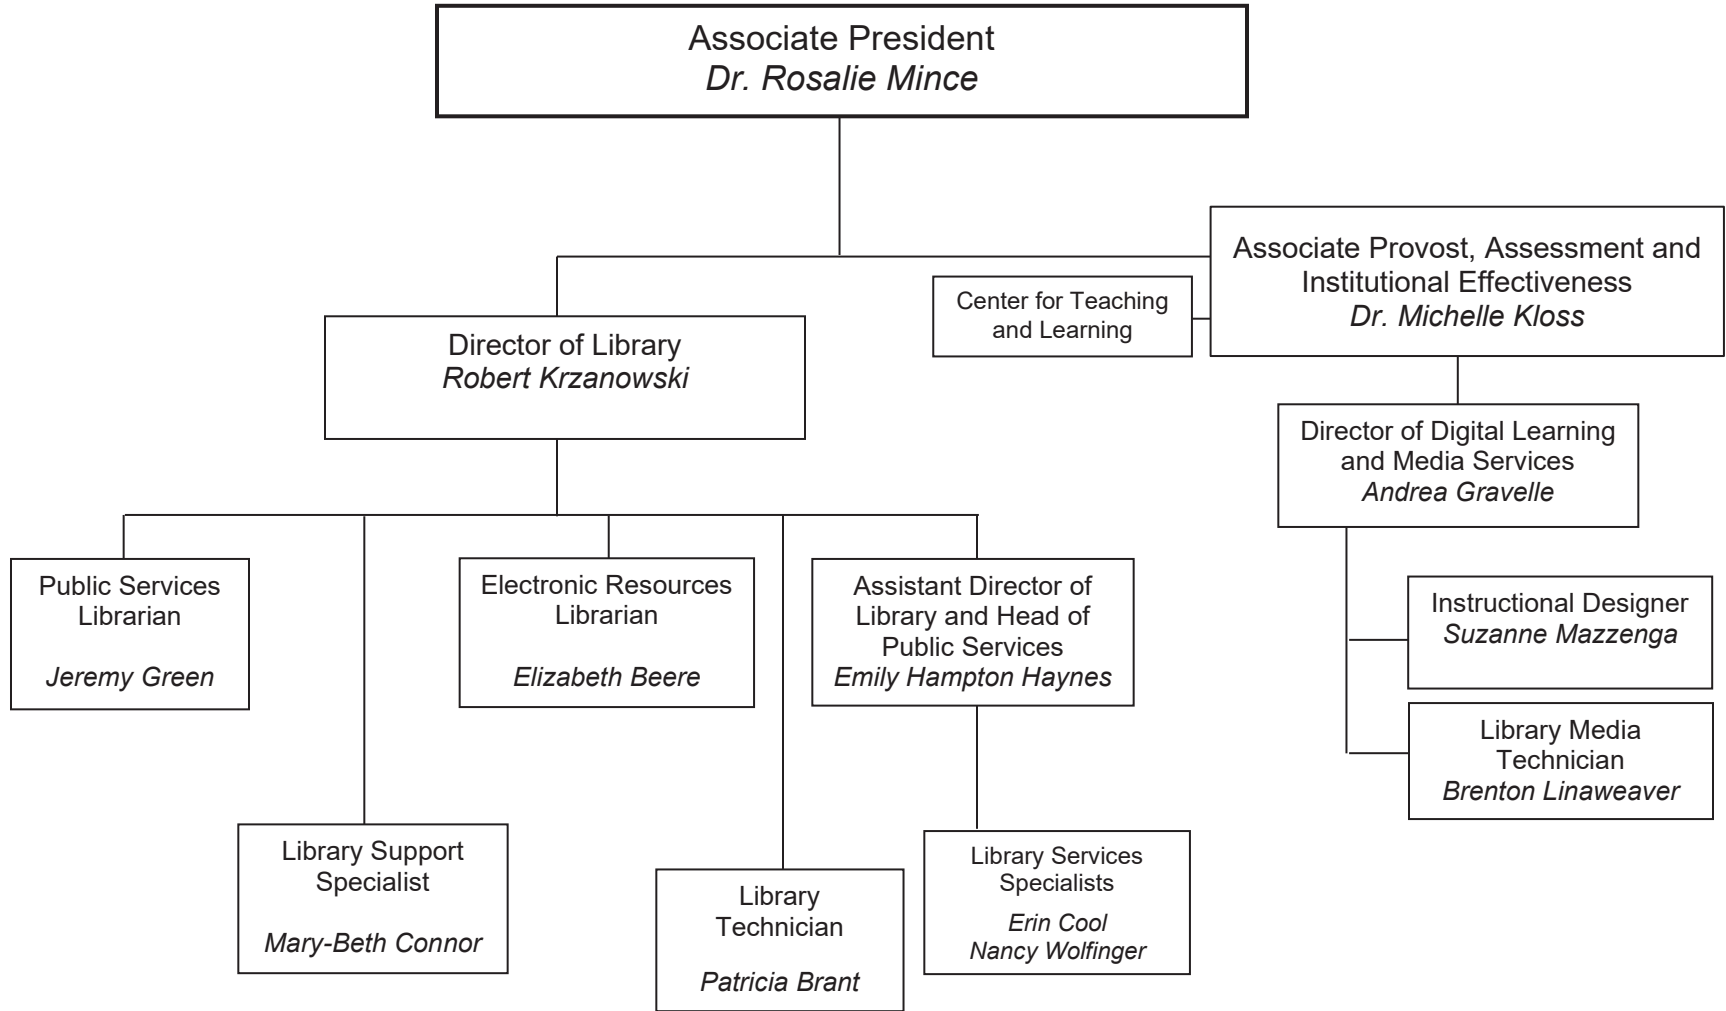 Associate President
Dr. Rosalie Mince
Associate Provost, Assessment and
Institutional Effectiveness
Dr. Michelle Kloss
Center for Teaching
and Learning
Director of Library
Robert Krzanowski
Director of Digital Learning
and Media Services
Andrea Gravelle
Public Services
Librarian
Jeremy Green
Electronic Resources
Librarian
Elizabeth Beere
Assistant Director of
Library and Head of
Public Services
Emily Hampton Haynes
Instructional Designer
Suzanne Mazzenga
Library Media
Technician
Brenton Linaweaver
Library Support
Specialist
Mary-Beth Connor
Library
Technician
Patricia Brant
Library Services
Specialists
Erin Cool
Nancy Wolfinger